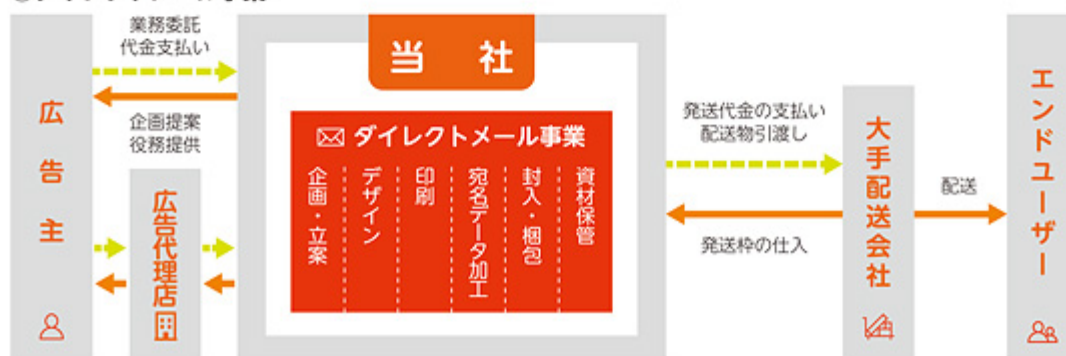 業務委託
代金支払い
広告主
企画提案
役務提供
広告代理店
当社
ダイレクトメール事業
企画・立案
デザイン
印刷
宛名データ加工
封入・梱包
資材保管
発送代金の支払い
配送物引渡し
発送枠の仕入
大手配送会社
配送
エンドユーザー